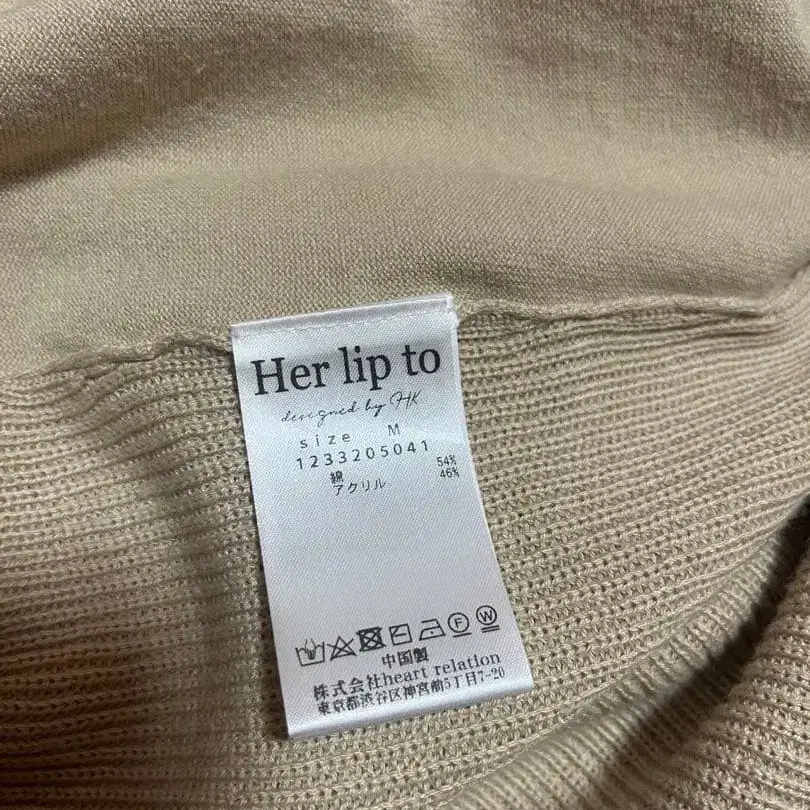 Her lip to
designed by HK
size M
1233205041
綿 54%
アクリル 46%
F W
中国製
株式会社heart relation
東京都渋谷区神宮前5丁目7-20